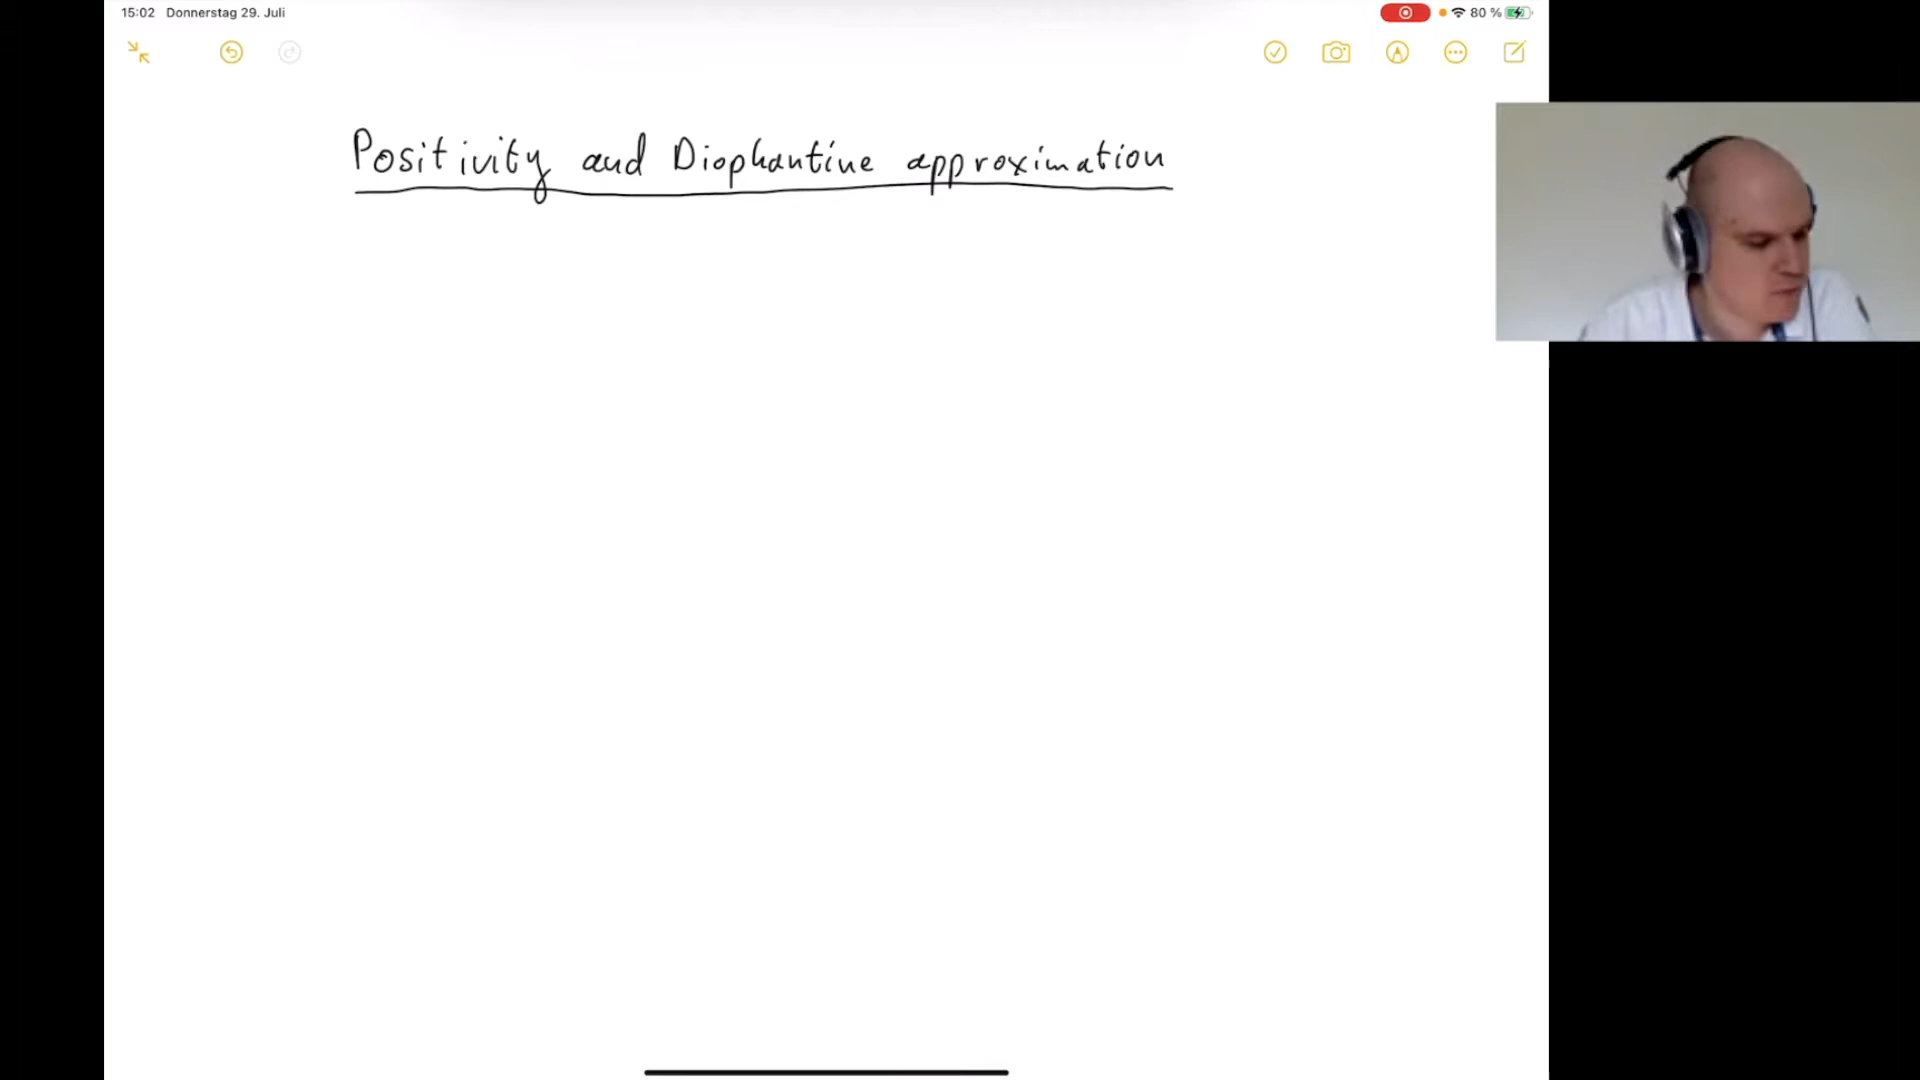 15:02 Donnerstag 29. Juli
80 %
Positivity and Diophantine approximation